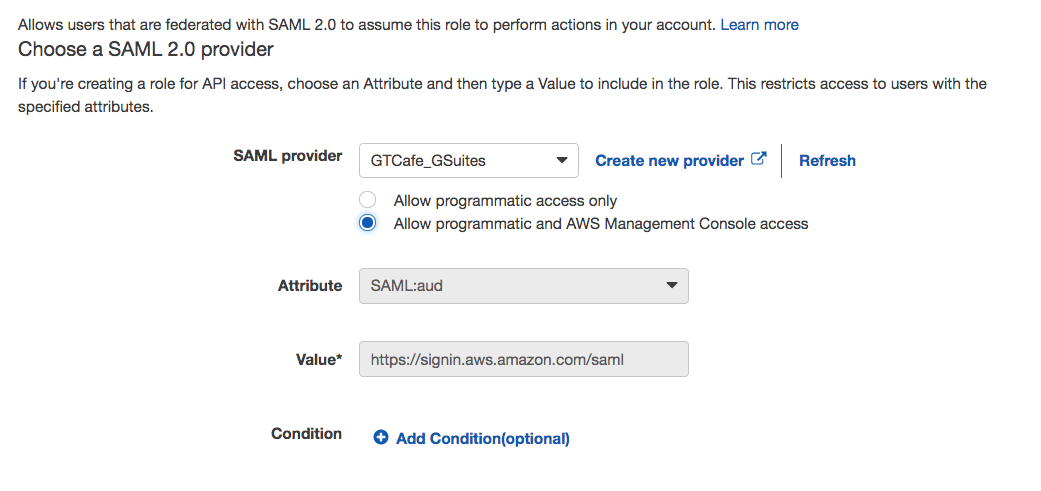 Allows users that are federated with SAML 2.0 to assume this role to perform actions in your account. Learn more
Choose a SAML 2.0 provider
If you're creating a role for API access, choose an Attribute and then type a Value to include in the role. This restricts access to users with the
specified attributes.
SAML provider GTCafe_GSuites Create new provider Refresh
Allow programmatic access only
Allow programmatic and AWS Management Console access
Attribute SAML:aud
Value* https://signin.aws.amazon.com/saml
Condition Add Condition(optional)